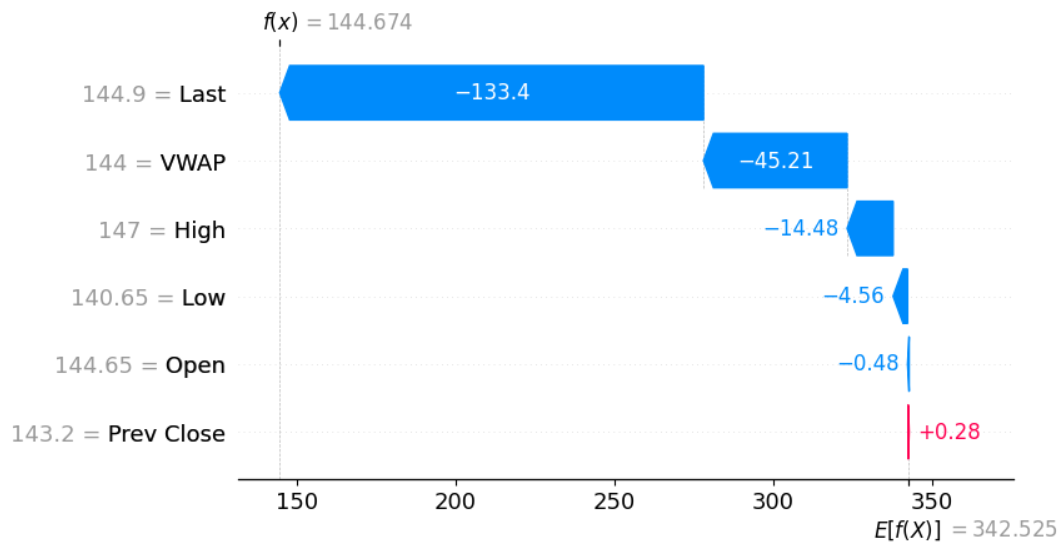 f(x) = 144.674
144.9 = Last −133.4
144 = VWAP −45.21
147 = High −14.48
140.65 = Low −4.56
144.65 = Open −0.48
143.2 = Prev Close +0.28
150 200 250 300 350
E[f(X)] = 342.525